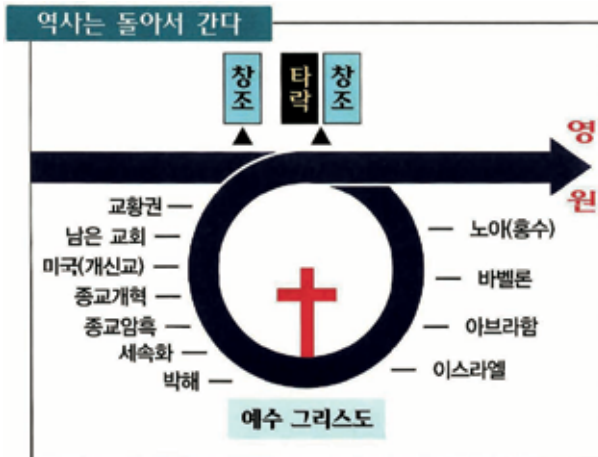 역사는 돌아서 간다
창조
타락
창조
영원
교황권
남은 교회
미국(개신교)
종교개혁
종교암흑
세속화
박해
노아(홍수)
바벨론
아브라함
이스라엘
예수 그리스도